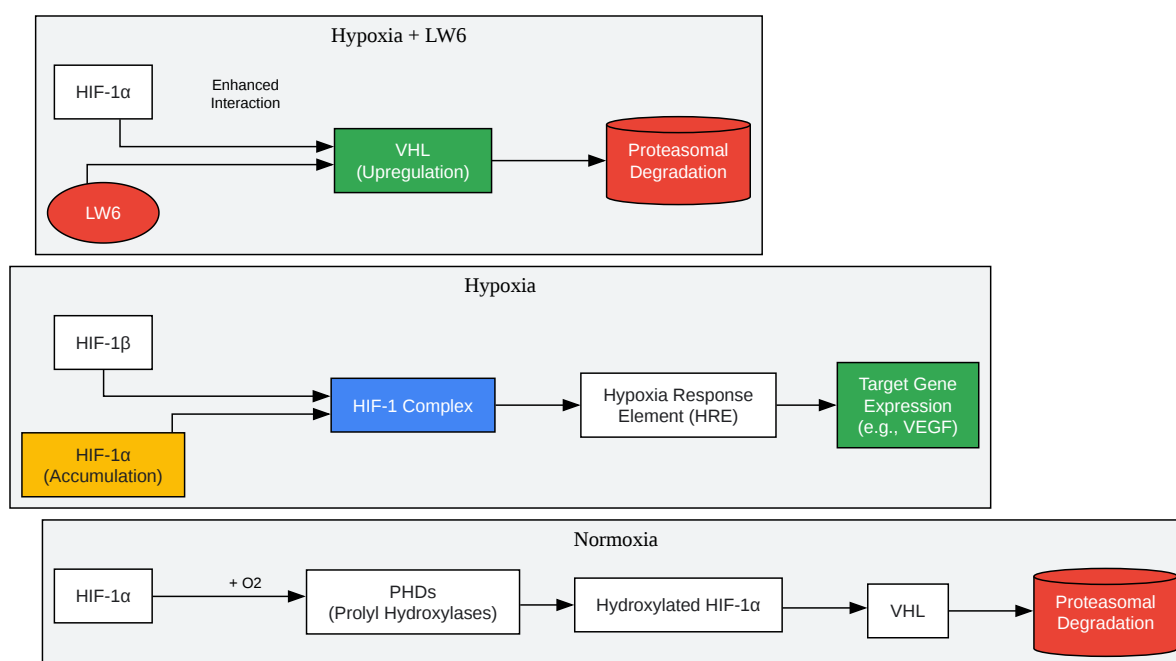 Hypoxia + LW6
HIF-1α
Enhanced
Interaction
VHL
(Upregulation)
Proteasomal
Degradation
LW6
Hypoxia
HIF-1β
HIF-1α
(Accumulation)
HIF-1 Complex
Hypoxia Response
Element (HRE)
Target Gene
Expression
(e.g., VEGF)
Normoxia
HIF-1α
+ O2
PHDs
(Prolyl Hydroxylases)
Hydroxylated HIF-1α
VHL
Proteasomal
Degradation